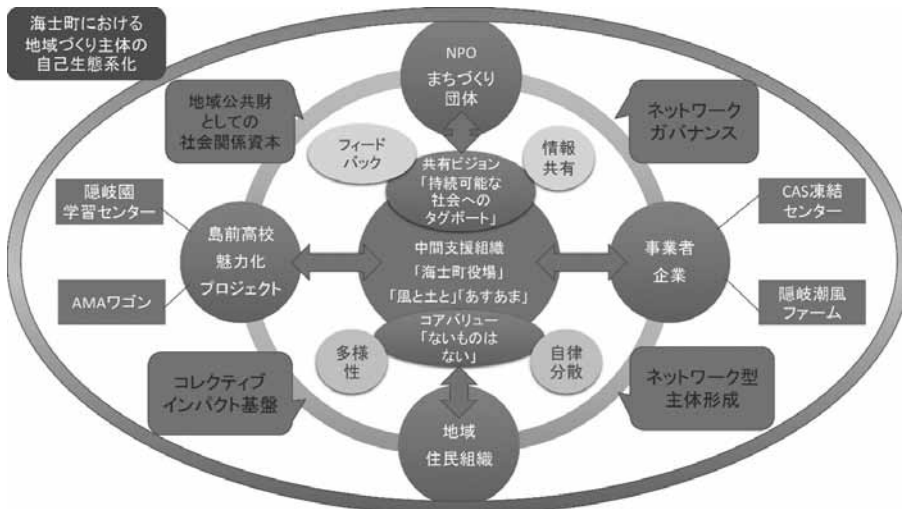 海士町における
地域づくり主体の
自己生態系化
NPO
まちづくり
団体
地域公共財
としての
社会関係資本
ネットワーク
ガバナンス
フィード
バック
情報
共有
共有ビジョン
「持続可能な
社会への
タグボート」
隠岐國
学習センター
CAS凍結
センター
島前高校
魅力化
プロジェクト
中間支援組織
「海士町役場」
「風と土と」「あすあま」
事業者
企業
AMAワゴン
隠岐潮風
ファーム
コアバリュー
「ないものは
ない」
多様
性
自律
分散
コレクティブ
インパクト基盤
ネットワーク型
主体形成
地域
住民組織